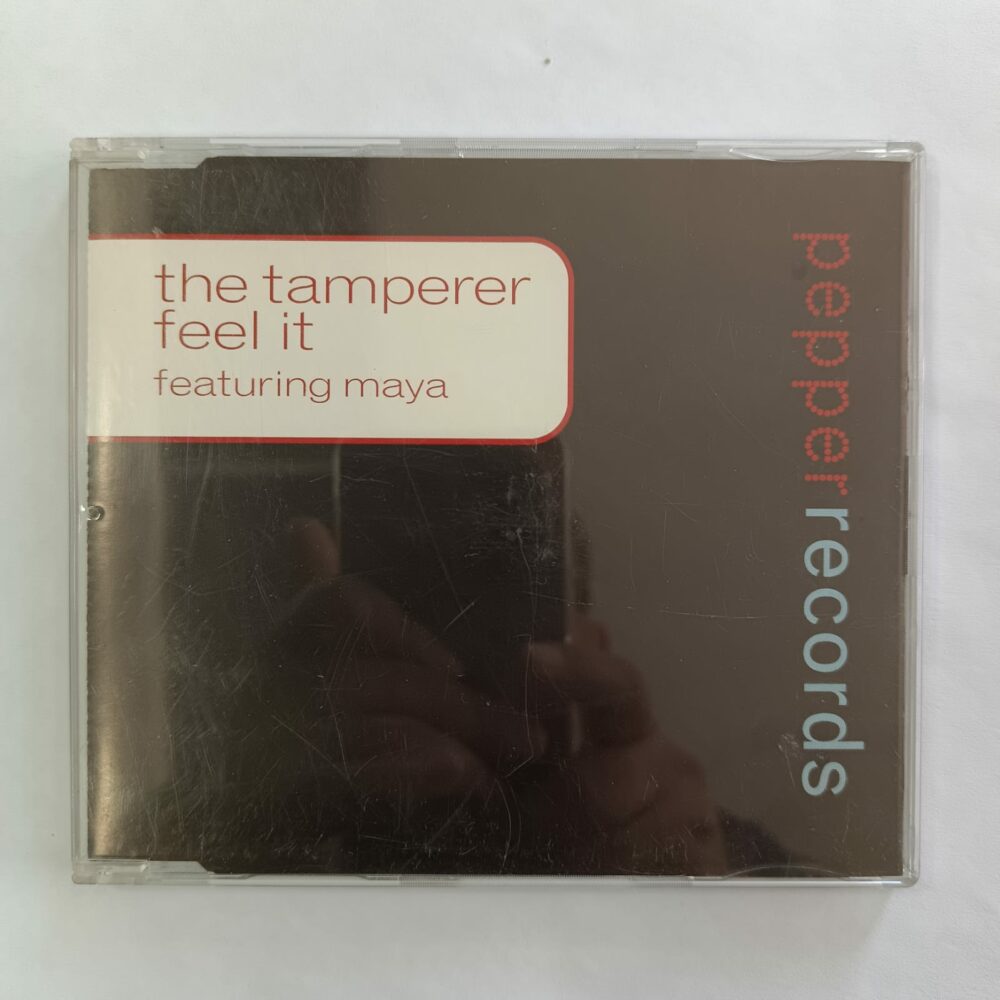 the tamperer
feel it
featuring maya
pepper records